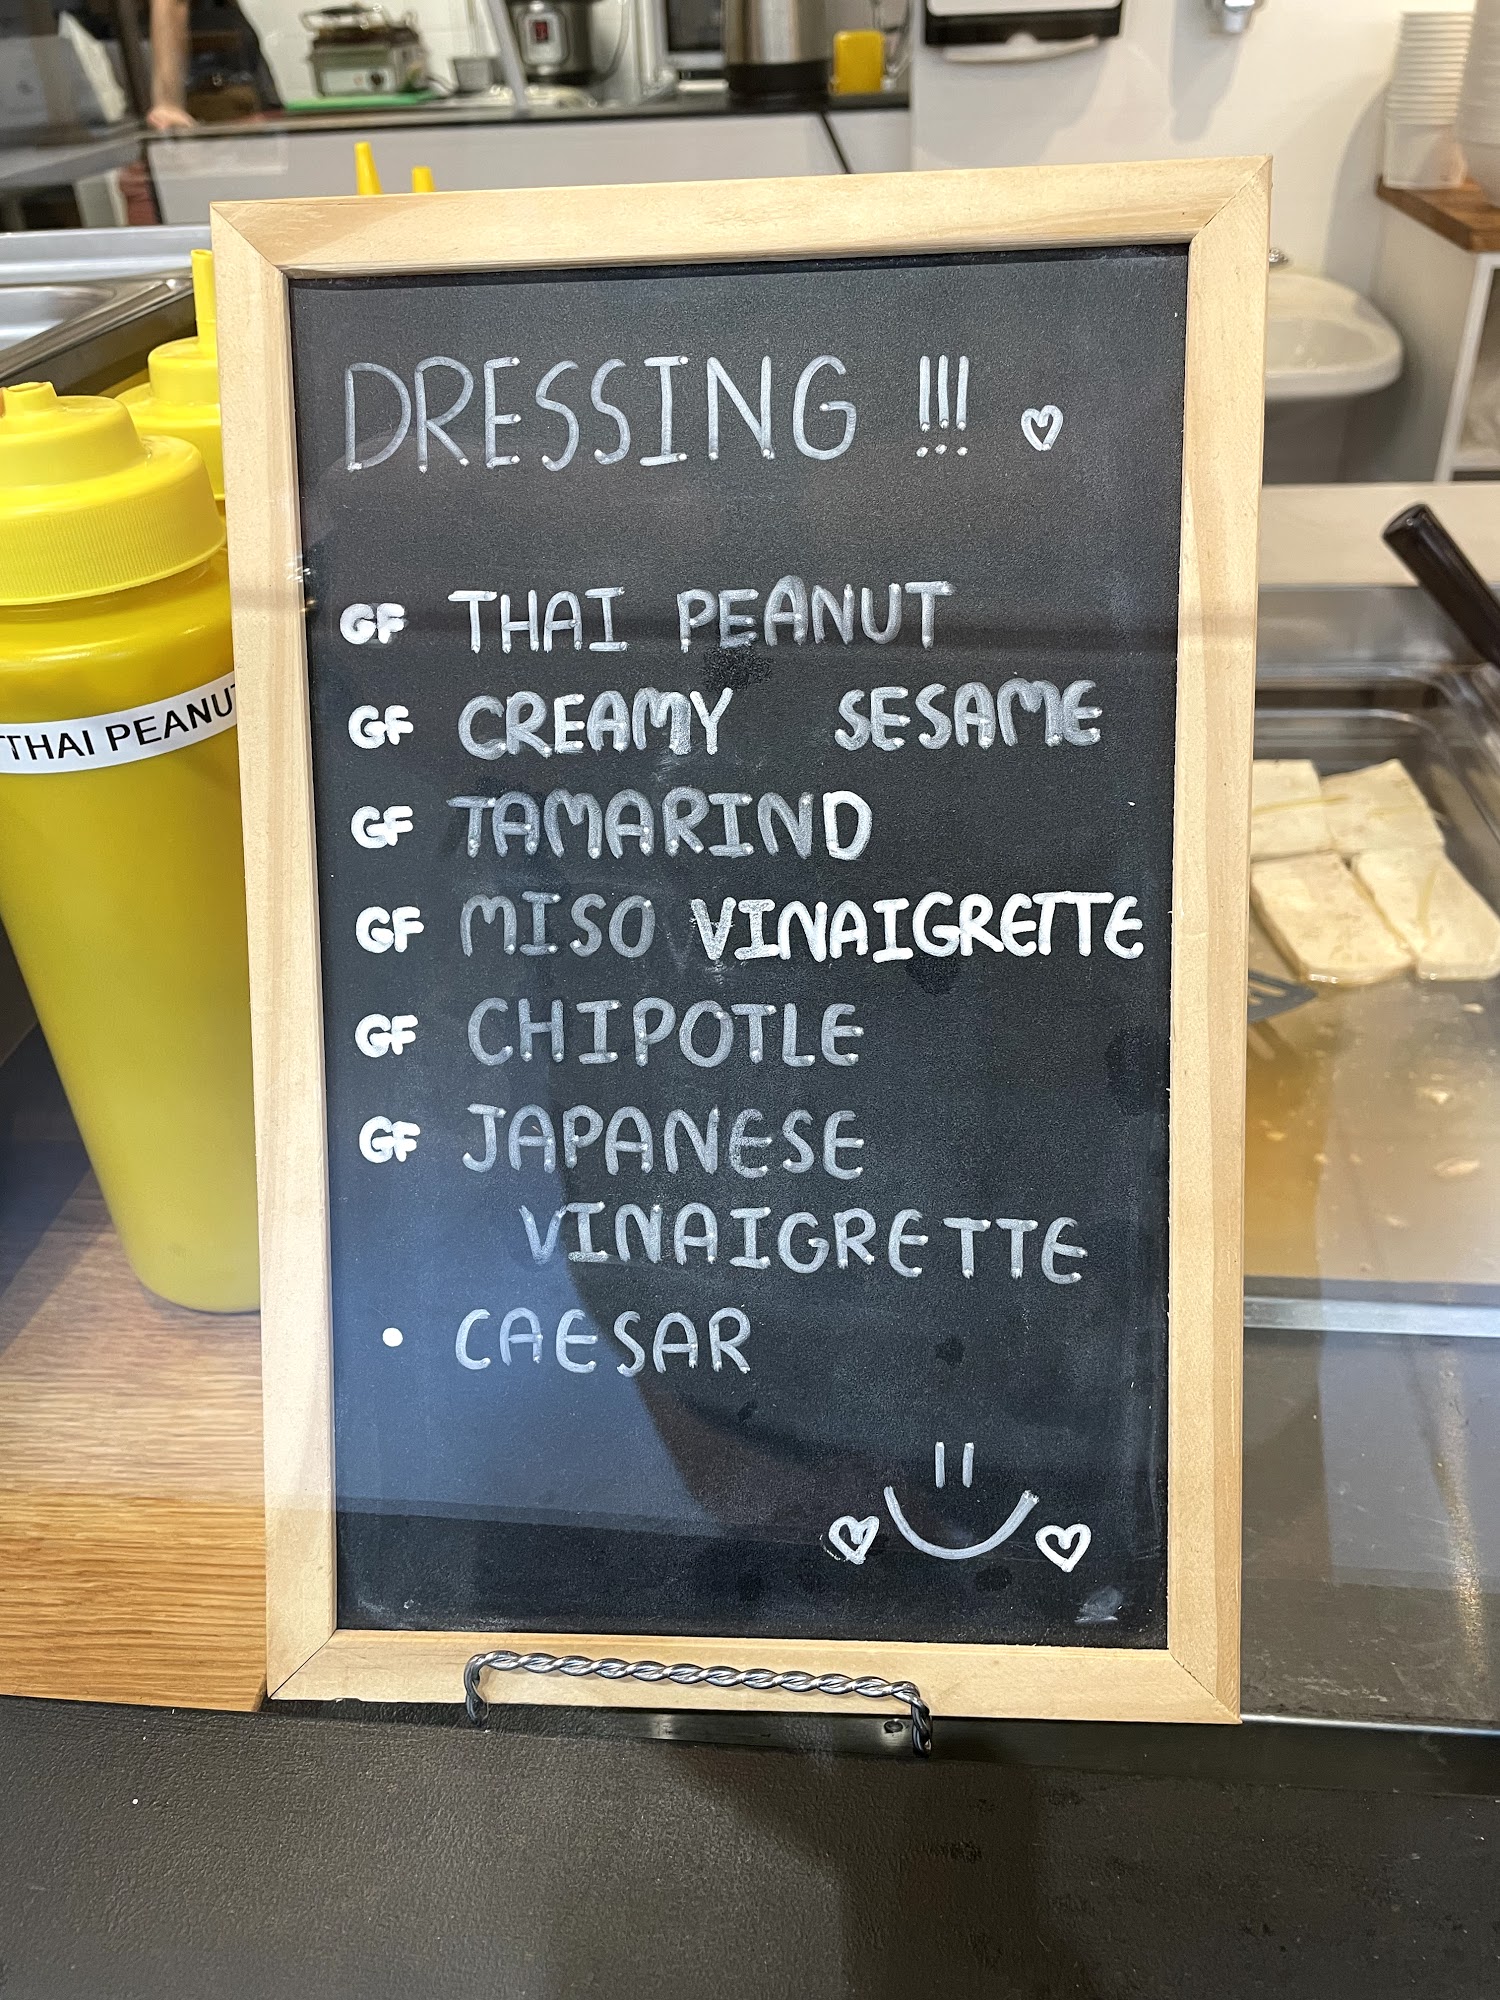 DRESSING !!!
GF THAI PEANUT
GF CREAMY SESAME
GF TAMARIND
GF MISO VINAIGRETTE
GF CHIPOTLE
GF JAPANESE
VINAIGRETTE
• CAESAR
THAI PEANUT